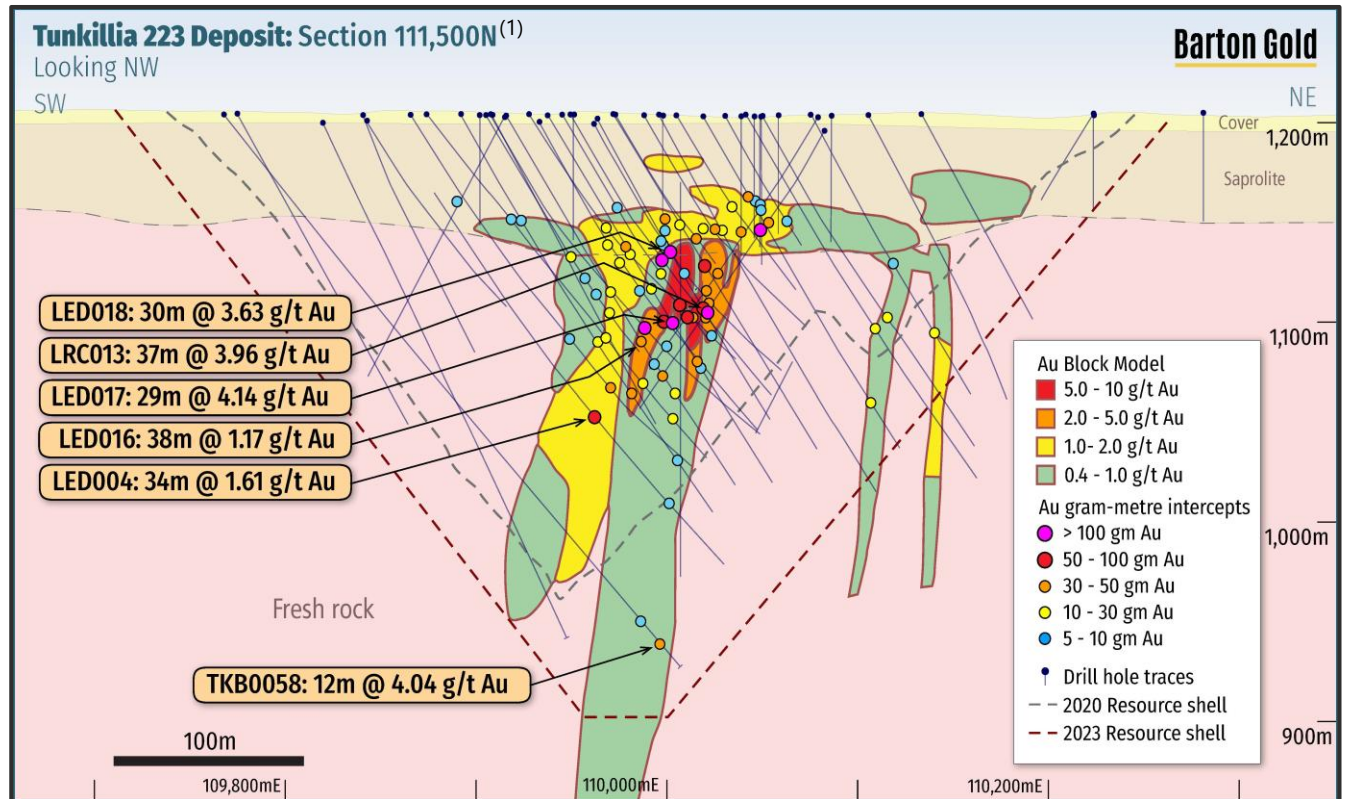 Tunkillia 223 Deposit: Section 111,500N(1)
Looking NW
Barton Gold
SW
NE
Cover
1,200m
Saprolite
LED018: 30m @ 3.63 g/t Au
LRC013: 37m @ 3.96 g/t Au
1,100m
LED017: 29m @ 4.14 g/t Au
LED016: 38m @ 1.17 g/t Au
LED004: 34m @ 1.61 g/t Au
Au Block Model
5.0 - 10 g/t Au
2.0 - 5.0 g/t Au
1.0- 2.0 g/t Au
0.4 - 1.0 g/t Au
Au gram-metre intercepts
> 100 gm Au
50 - 100 gm Au
30 - 50 gm Au
10 - 30 gm Au
5 - 10 gm Au
Drill hole traces
2020 Resource shell
2023 Resource shell
1,000m
Fresh rock
TKB0058: 12m @ 4.04 g/t Au
900m
100m
109,800mE
110,000mE
110,200mE